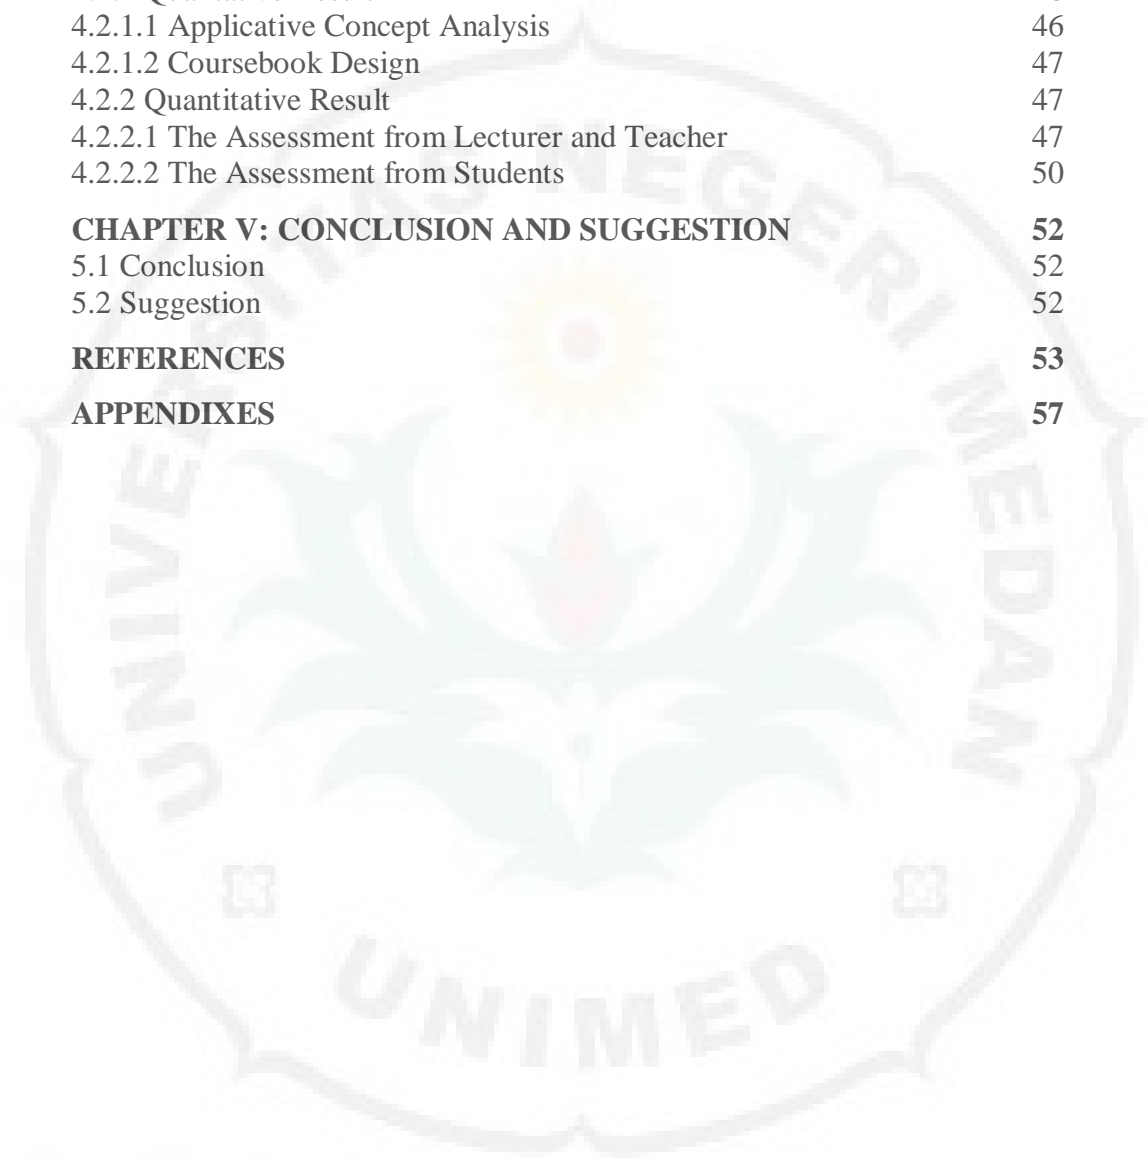 4.2.1.1 Applicative Concept Analysis 46
4.2.1.2 Coursebook Design 47
4.2.2 Quantitative Result 47
4.2.2.1 The Assessment from Lecturer and Teacher 47
4.2.2.2 The Assessment from Students 50
CHAPTER V: CONCLUSION AND SUGGESTION 52
5.1 Conclusion 52
5.2 Suggestion 52
REFERENCES 53
APPENDIXES 57
UNIVERSITAS NEGERI MEDAN
UNIMED